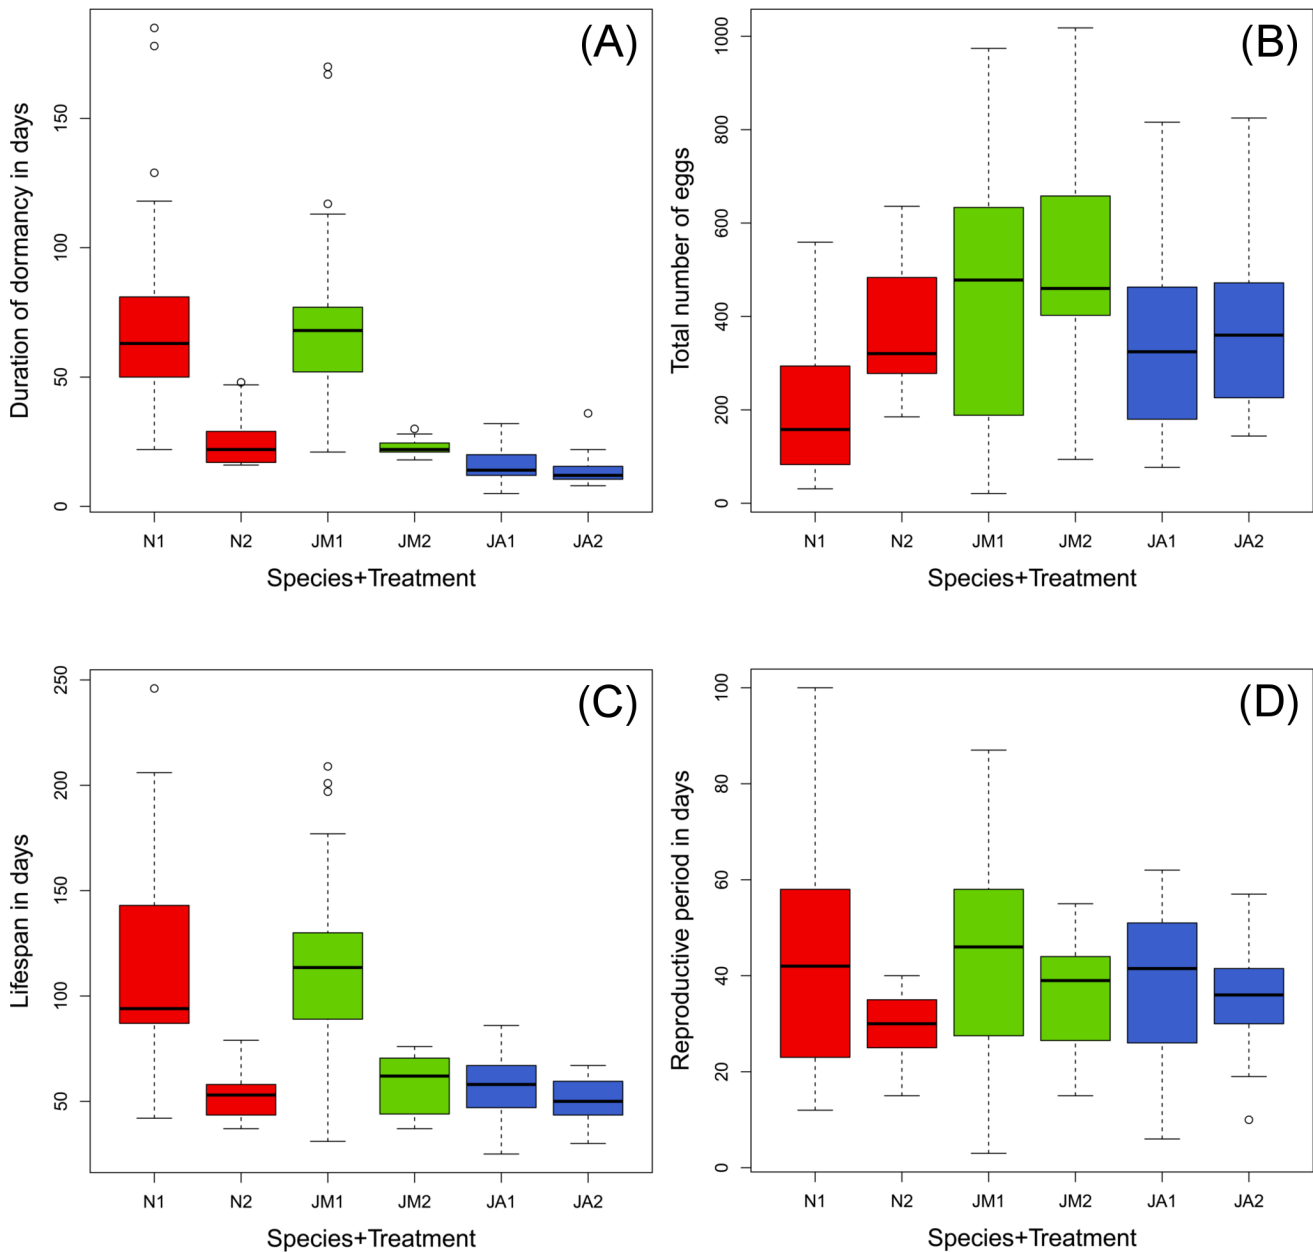 (A)
Duration of dormancy in days
150
100
50
0
N1 N2 JM1 JM2 JA1 JA2
Species+Treatment
(B)
Total number of eggs
1000
800
600
400
200
0
N1 N2 JM1 JM2 JA1 JA2
Species+Treatment
(C)
Lifespan in days
250
200
150
100
50
N1 N2 JM1 JM2 JA1 JA2
Species+Treatment
(D)
Reproductive period in days
100
80
60
40
20
0
N1 N2 JM1 JM2 JA1 JA2
Species+Treatment